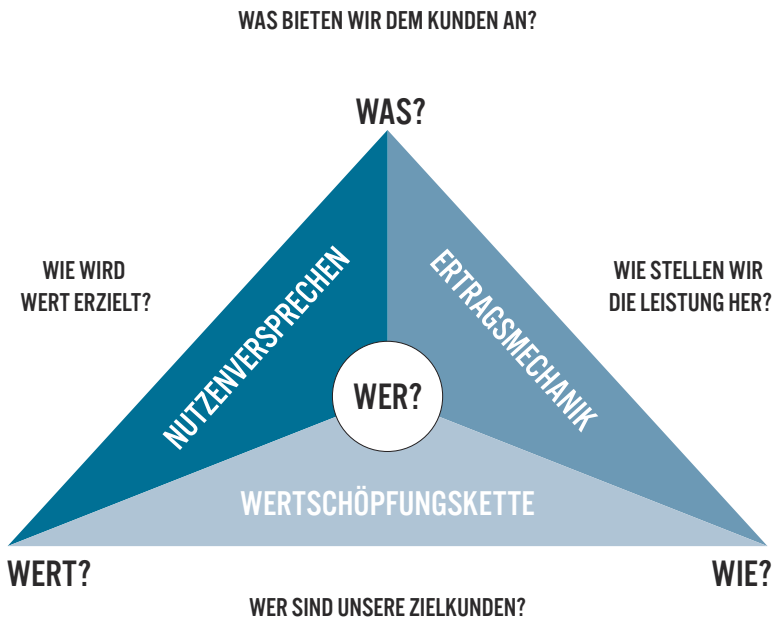 WAS BIETEN WIR DEM KUNDEN AN?
WAS?
WIE WIRD
WERT ERZIELT?
NUTZENVERSPRECHEN
ERTRAGSMECHANIK
WIE STELLEN WIR
DIE LEISTUNG HER?
WER?
WERTSCHÖPFUNGSKETTE
WERT?
WIE?
WER SIND UNSERE ZIELKUNDEN?